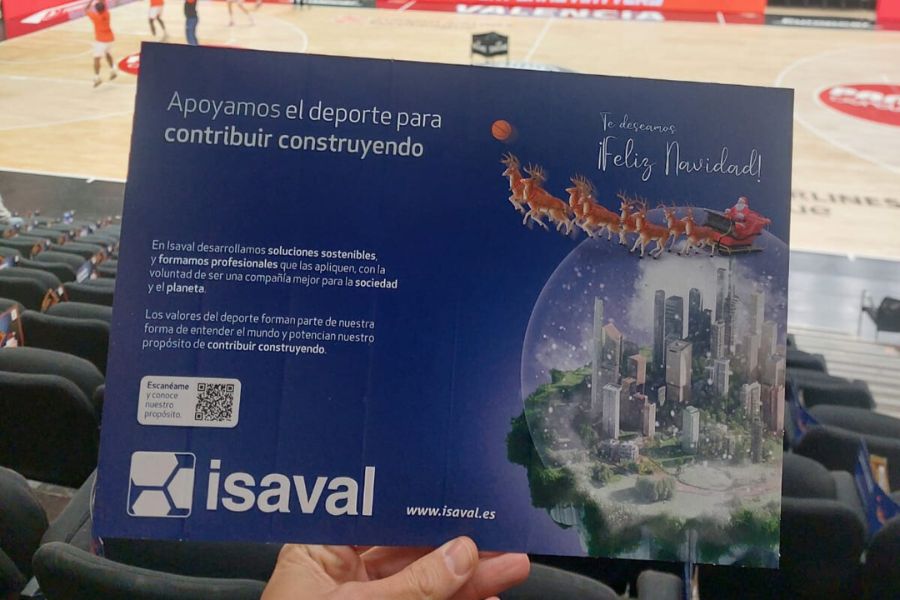 VALENCIA
Apoyamos el deporte para
contribuir construyendo
Te deseamos
¡Feliz Navidad!
En Isaval desarrollamos soluciones sostenibles,
y formamos profesionales que las apliquen, con la
voluntad de ser una compañía mejor para la sociedad
y el planeta.
Los valores del deporte forman parte de nuestra
forma de entender el mundo y potencian nuestro
propósito de contribuir construyendo.
Escanéame
y conoce
nuestro
propósito.
isaval
www.isaval.es